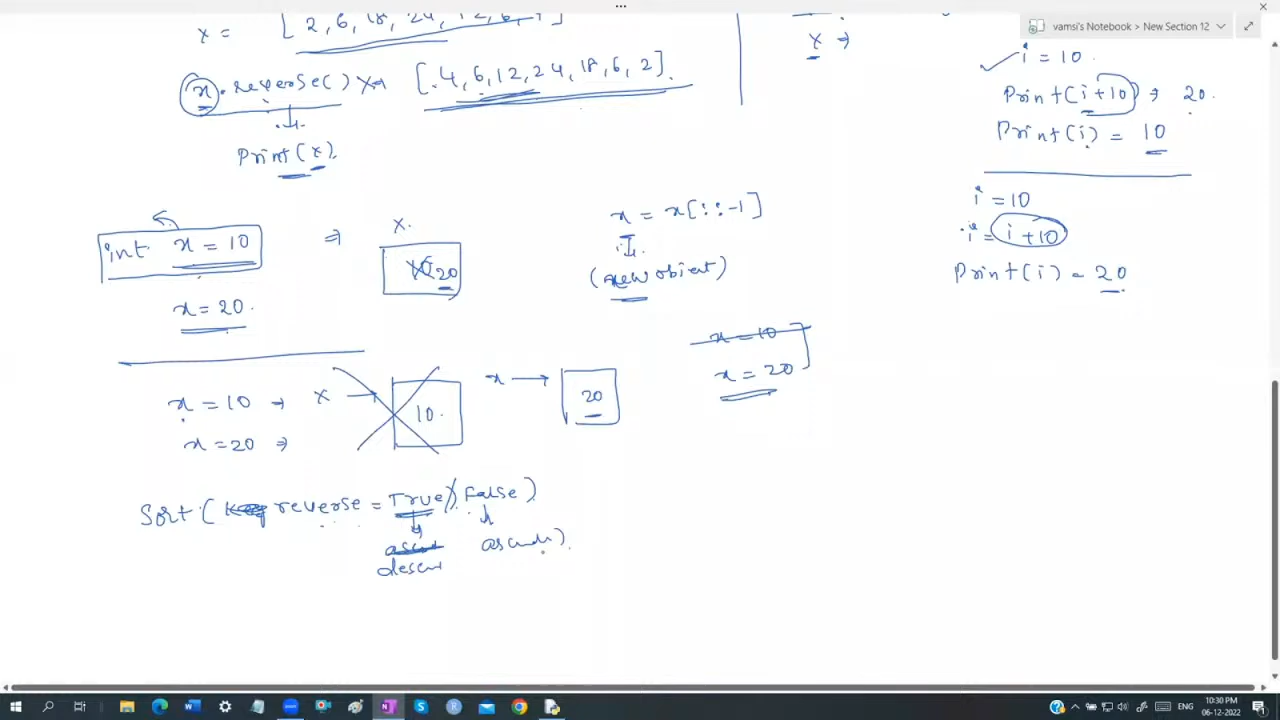 vamsi's Notebook > New Section 12
x = [2, 6, 18, 24, 12, 6, 4]
x.reverse() x → [.4, 6, 12, 24, 18, 6, 2].
Print(x).
x ⇒
i = 10
Print(i+10) ⇒ 20.
Print(i) = 10
i = 10
i = i+10
Print(i) = 20
int x = 10 ⇒
x.
20
x = 20.
x = x[::-1]
(new object)
x = 10
x = 20
x = 10 → x → 10.
x → 20
x = 20 ⇒
Sort( reverse = True / False)
descn
ascndn).
ENG
10:30 PM
06-12-2022